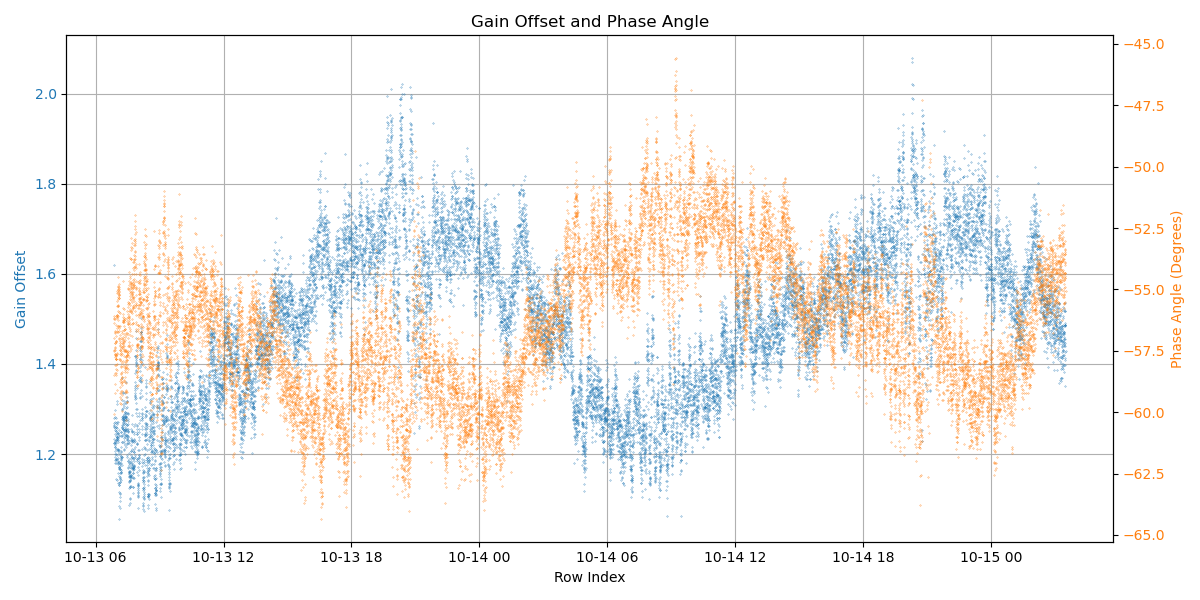 Gain Offset and Phase Angle
Gain Offset
2.0
1.8
1.6
1.4
1.2
−45.0
−47.5
−50.0
−52.5
−55.0
−57.5
−60.0
−62.5
−65.0
Phase Angle (Degrees)
10-13 06 10-13 12 10-13 18 10-14 00 10-14 06 10-14 12 10-14 18 10-15 00
Row Index